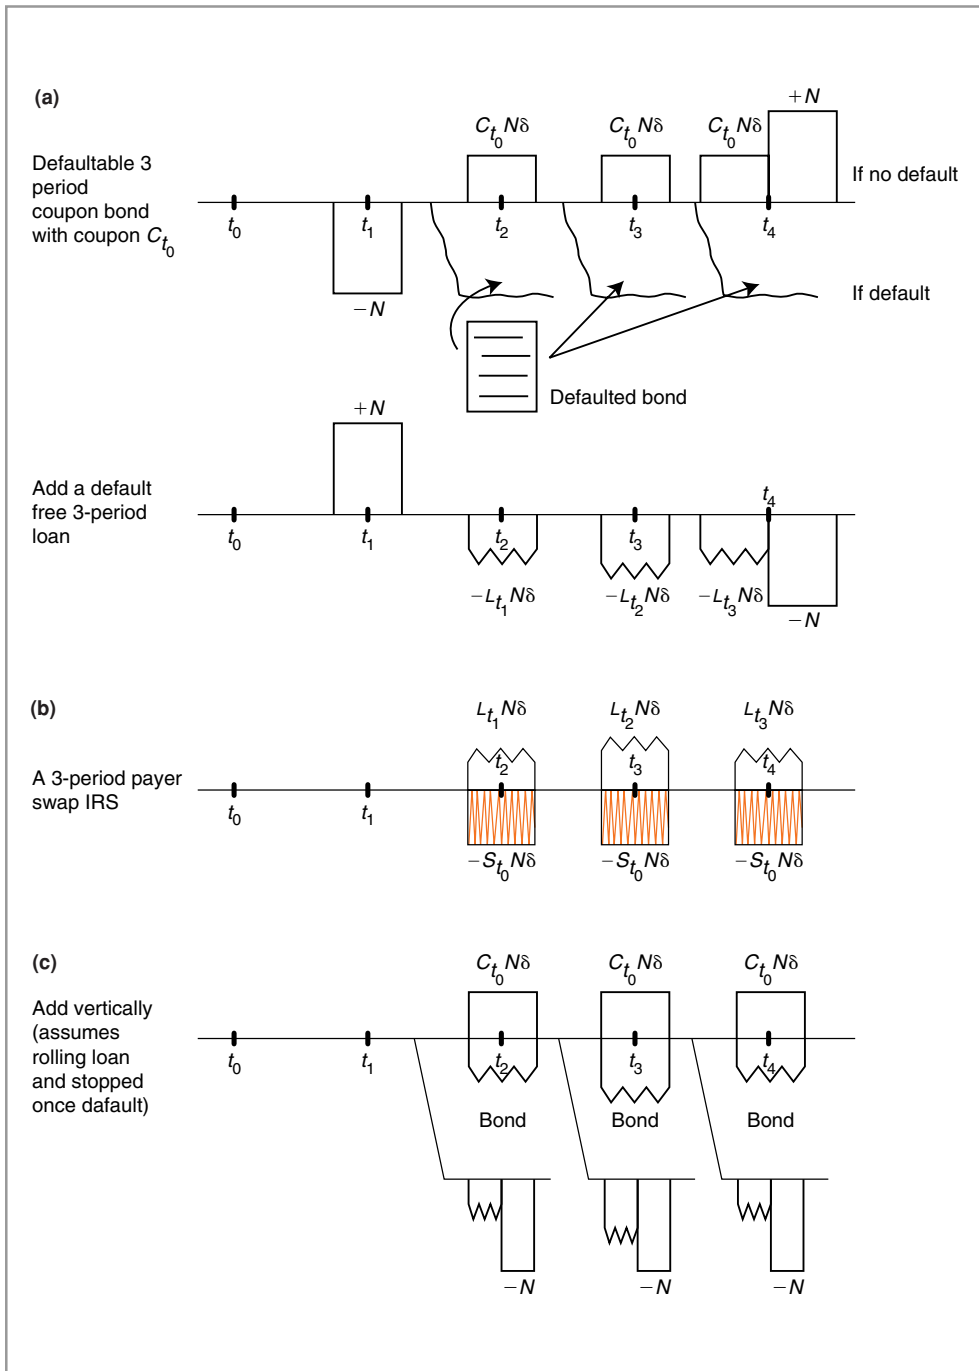 (a)
Defaultable 3
period
coupon bond
with coupon C_{t_0}
C_{t_0}Nδ C_{t_0}Nδ C_{t_0}Nδ +N
If no default
t_0 t_1 t_2 t_3 t_4
−N
If default
Defaulted bond
Add a default
free 3-period
loan
+N
t_0 t_1 t_2 t_3 t_4
−L_{t_1}Nδ −L_{t_2}Nδ −L_{t_3}Nδ −N
(b)
A 3-period payer
swap IRS
L_{t_1}Nδ L_{t_2}Nδ L_{t_3}Nδ
t_0 t_1 t_2 t_3 t_4
−S_{t_0}Nδ −S_{t_0}Nδ −S_{t_0}Nδ
(c)
Add vertically
(assumes
rolling loan
and stopped
once dafault)
C_{t_0}Nδ C_{t_0}Nδ C_{t_0}Nδ
t_0 t_1 t_2 t_3 t_4
Bond Bond Bond
−N −N −N